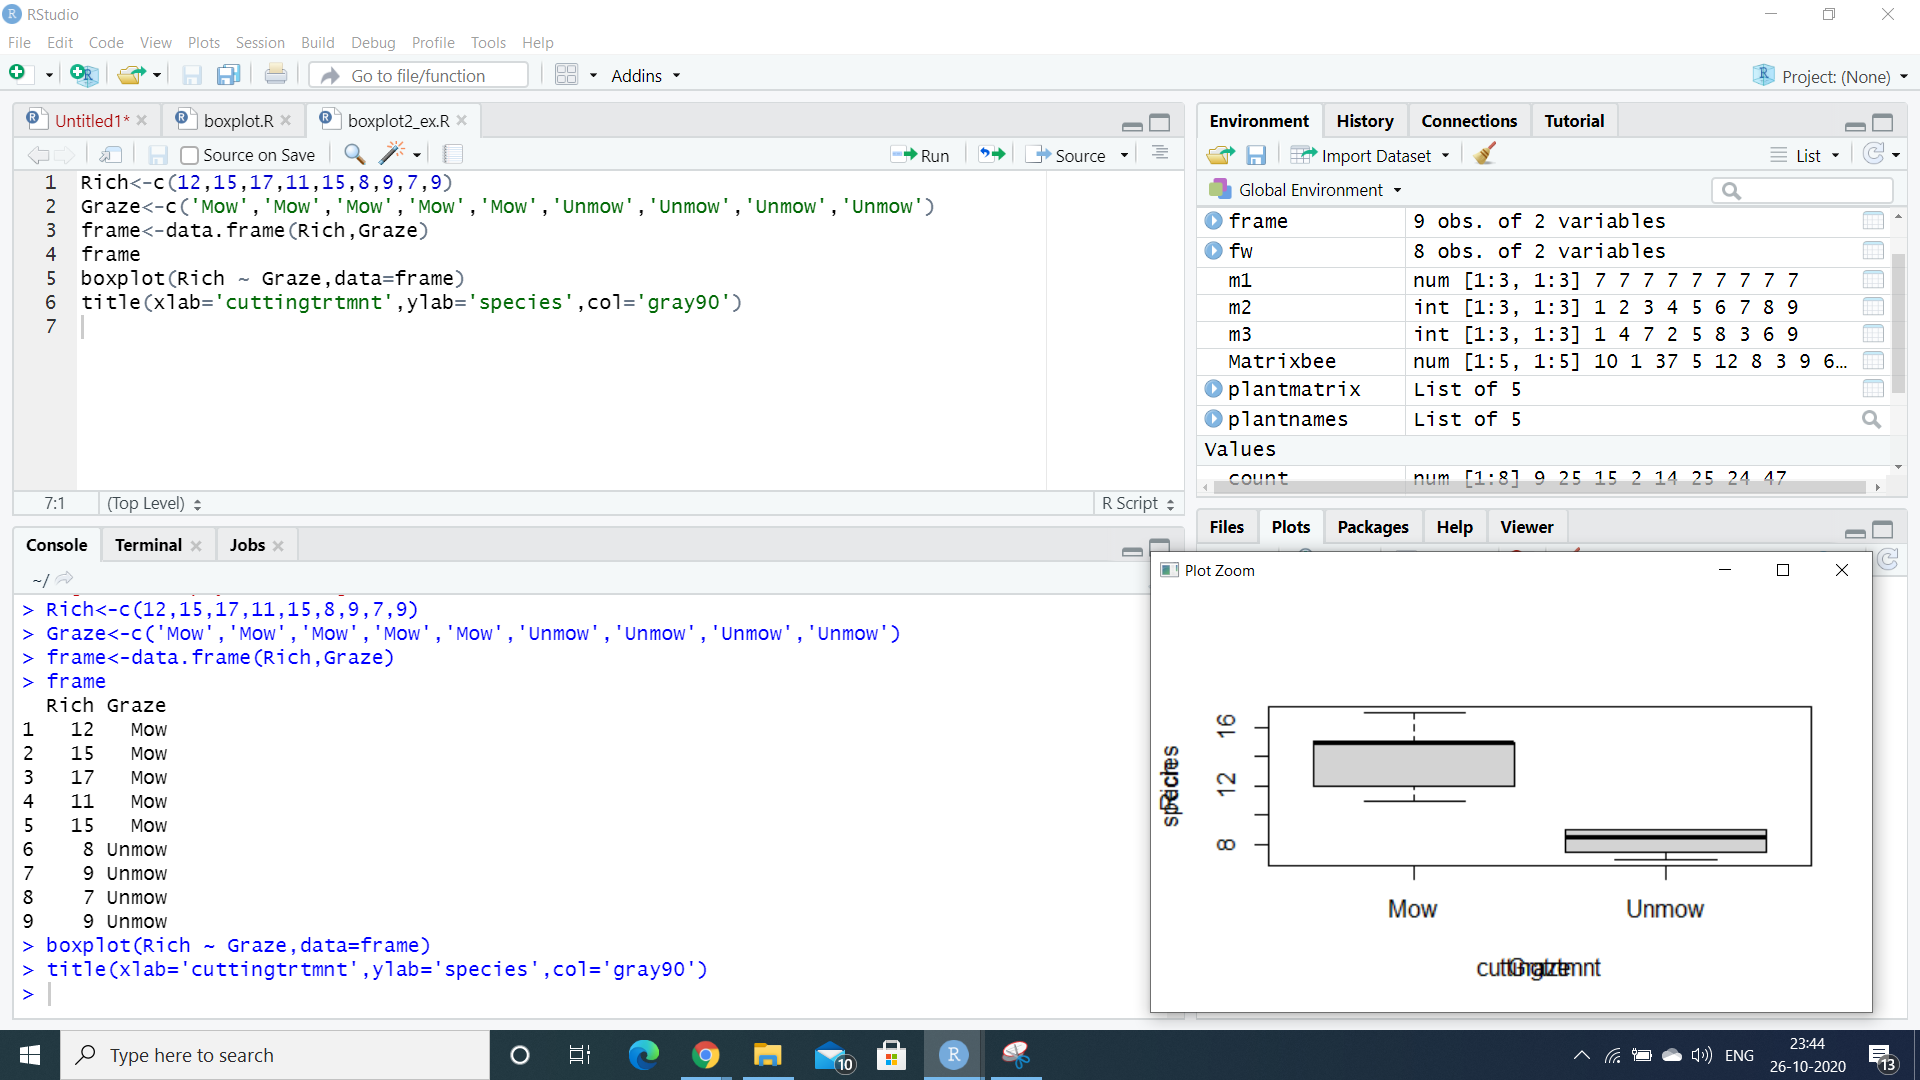 RStudio
File Edit Code View Plots Session Build Debug Profile Tools Help
Go to file/function Addins Project: (None)
Untitled1* boxplot.R boxplot2_ex.R
Source on Save Run Source
1 Rich<-c(12,15,17,11,15,8,9,7,9)
2 Graze<-c('Mow','Mow','Mow','Mow','Mow','Unmow','Unmow','Unmow','Unmow')
3 frame<-data.frame(Rich,Graze)
4 frame
5 boxplot(Rich ~ Graze,data=frame)
6 title(xlab='cuttingtrtmnt',ylab='species',col='gray90')
7
7:1 (Top Level) R Script
Console Terminal Jobs
~/
> Rich<-c(12,15,17,11,15,8,9,7,9)
> Graze<-c('Mow','Mow','Mow','Mow','Mow','Unmow','Unmow','Unmow','Unmow')
> frame<-data.frame(Rich,Graze)
> frame
Rich Graze
1 12 Mow
2 15 Mow
3 17 Mow
4 11 Mow
5 15 Mow
6 8 Unmow
7 9 Unmow
8 7 Unmow
9 9 Unmow
> boxplot(Rich ~ Graze,data=frame)
> title(xlab='cuttingtrtmnt',ylab='species',col='gray90')
>
Environment History Connections Tutorial
Import Dataset List
Global Environment
frame 9 obs. of 2 variables
fw 8 obs. of 2 variables
m1 num [1:3, 1:3] 7 7 7 7 7 7 7 7 7
m2 int [1:3, 1:3] 1 2 3 4 5 6 7 8 9
m3 int [1:3, 1:3] 1 4 7 2 5 8 3 6 9
Matrixbee num [1:5, 1:5] 10 1 37 5 12 8 3 9 6…
plantmatrix List of 5
plantnames List of 5
Values
count num [1:8] 9 25 15 2 14 25 24 47
Files Plots Packages Help Viewer
Plot Zoom
16
12
8
Rich
species
Mow Unmow
Graze
cuttingtrtmnt
Type here to search
10
ENG
23:44
26-10-2020
13